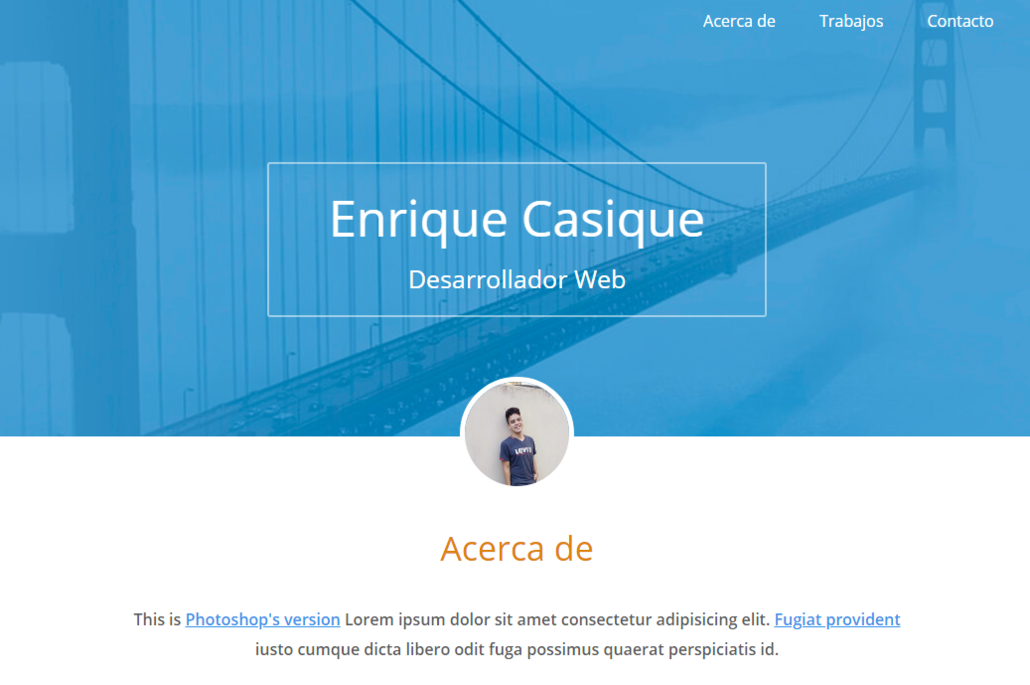 Acerca de Trabajos Contacto
Enrique Casique
Desarrollador Web
Acerca de
This is Photoshop's version Lorem ipsum dolor sit amet consectetur adipisicing elit. Fugiat provident
iusto cumque dicta libero odit fuga possimus quaerat perspiciatis id.